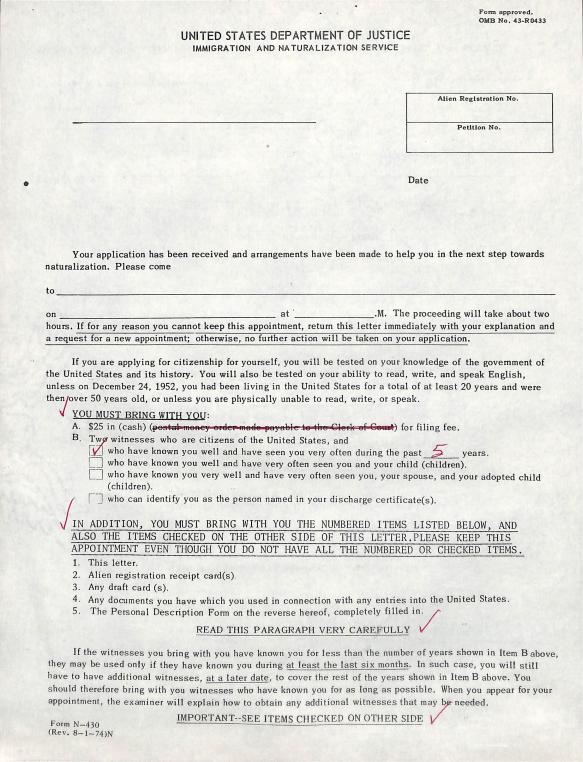 Form approved.
OMB No. 43-R0433
UNITED STATES DEPARTMENT OF JUSTICE
IMMIGRATION AND NATURALIZATION SERVICE
Alien Registration No.
Petition No.
Date
Your application has been received and arrangements have been made to help you in the next step towards
naturalization. Please come
to
on at .M. The proceeding will take about two
hours. If for any reason you cannot keep this appointment, return this letter immediately with your explanation and
a request for a new appointment; otherwise, no further action will be taken on your application.
If you are applying for citizenship for yourself, you will be tested on your knowledge of the government of
the United States and its history. You will also be tested on your ability to read, write, and speak English,
unless on December 24, 1952, you had been living in the United States for a total of at least 20 years and were
then over 50 years old, or unless you are physically unable to read, write, or speak.
YOU MUST BRING WITH YOU:
A. $25 in (cash) (postal money order made payable to the Clerk of Court) for filing fee.
B. Two witnesses who are citizens of the United States, and
who have known you well and have seen you very often during the past 5 years.
who have known you well and have very often seen you and your child (children).
who have known you very well and have very often seen you, your spouse, and your adopted child
(children).
who can identify you as the person named in your discharge certificate(s).
IN ADDITION, YOU MUST BRING WITH YOU THE NUMBERED ITEMS LISTED BELOW, AND
ALSO THE ITEMS CHECKED ON THE OTHER SIDE OF THIS LETTER.PLEASE KEEP THIS
APPOINTMENT EVEN THOUGH YOU DO NOT HAVE ALL THE NUMBERED OR CHECKED ITEMS.
1. This letter.
2. Alien registration receipt card(s)
3. Any draft card (s).
4. Any documents you have which you used in connection with any entries into the United States.
5. The Personal Description Form on the reverse hereof, completely filled in.
READ THIS PARAGRAPH VERY CAREFULLY
If the witnesses you bring with you have known you for less than the number of years shown in Item B above,
they may be used only if they have known you during at least the last six months. In such case, you will still
have to have additional witnesses, at a later date, to cover the rest of the years shown in Item B above. You
should therefore bring with you witnesses who have known you for as long as possible. When you appear for your
appointment, the examiner will explain how to obtain any additional witnesses that may be needed.
IMPORTANT--SEE ITEMS CHECKED ON OTHER SIDE
Form N-430
(Rev. 8-1-74)N